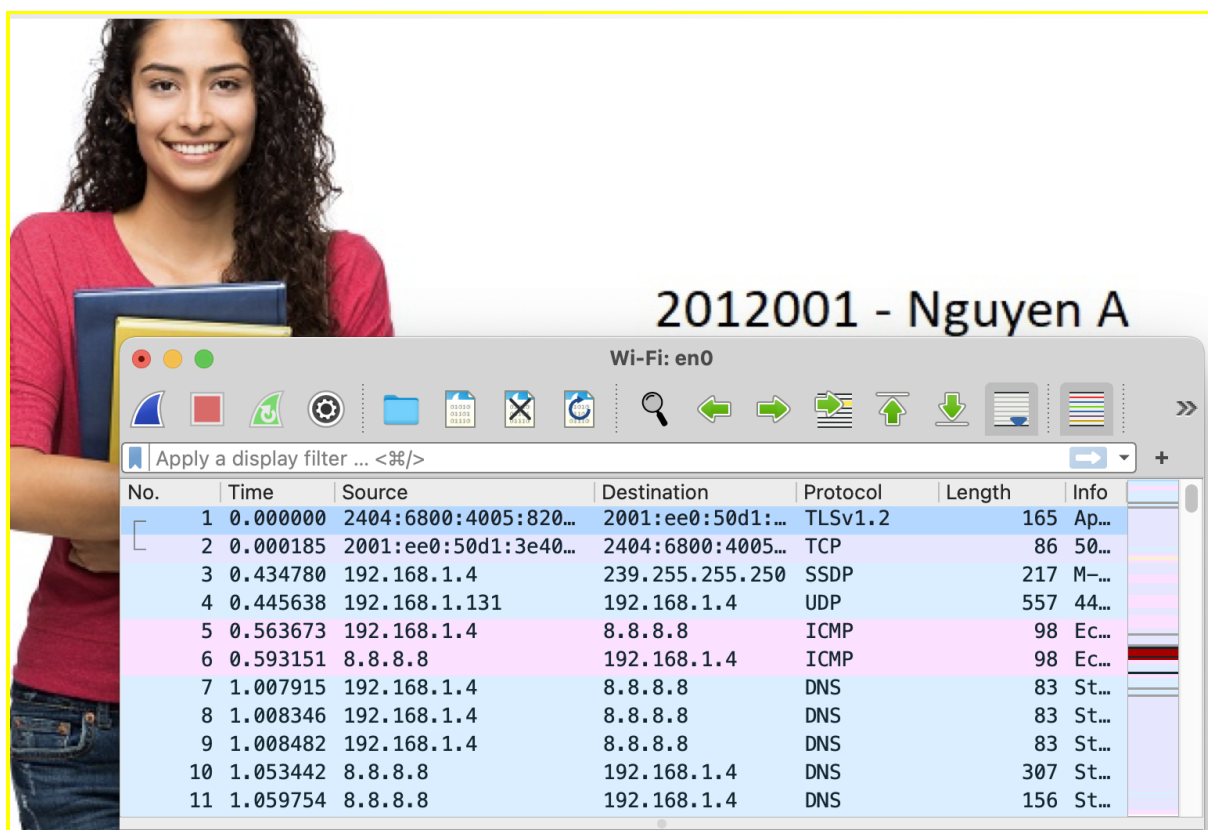 2012001 - Nguyen A
Wi-Fi: en0
Apply a display filter ... <⌘/>
No. Time Source Destination Protocol Length Info
1 0.000000 2404:6800:4005:820… 2001:ee0:50d1:… TLSv1.2 165 Ap…
2 0.000185 2001:ee0:50d1:3e40… 2404:6800:4005… TCP 86 50…
3 0.434780 192.168.1.4 239.255.255.250 SSDP 217 M-…
4 0.445638 192.168.1.131 192.168.1.4 UDP 557 44…
5 0.563673 192.168.1.4 8.8.8.8 ICMP 98 Ec…
6 0.593151 8.8.8.8 192.168.1.4 ICMP 98 Ec…
7 1.007915 192.168.1.4 8.8.8.8 DNS 83 St…
8 1.008346 192.168.1.4 8.8.8.8 DNS 83 St…
9 1.008482 192.168.1.4 8.8.8.8 DNS 83 St…
10 1.053442 8.8.8.8 192.168.1.4 DNS 307 St…
11 1.059754 8.8.8.8 192.168.1.4 DNS 156 St…